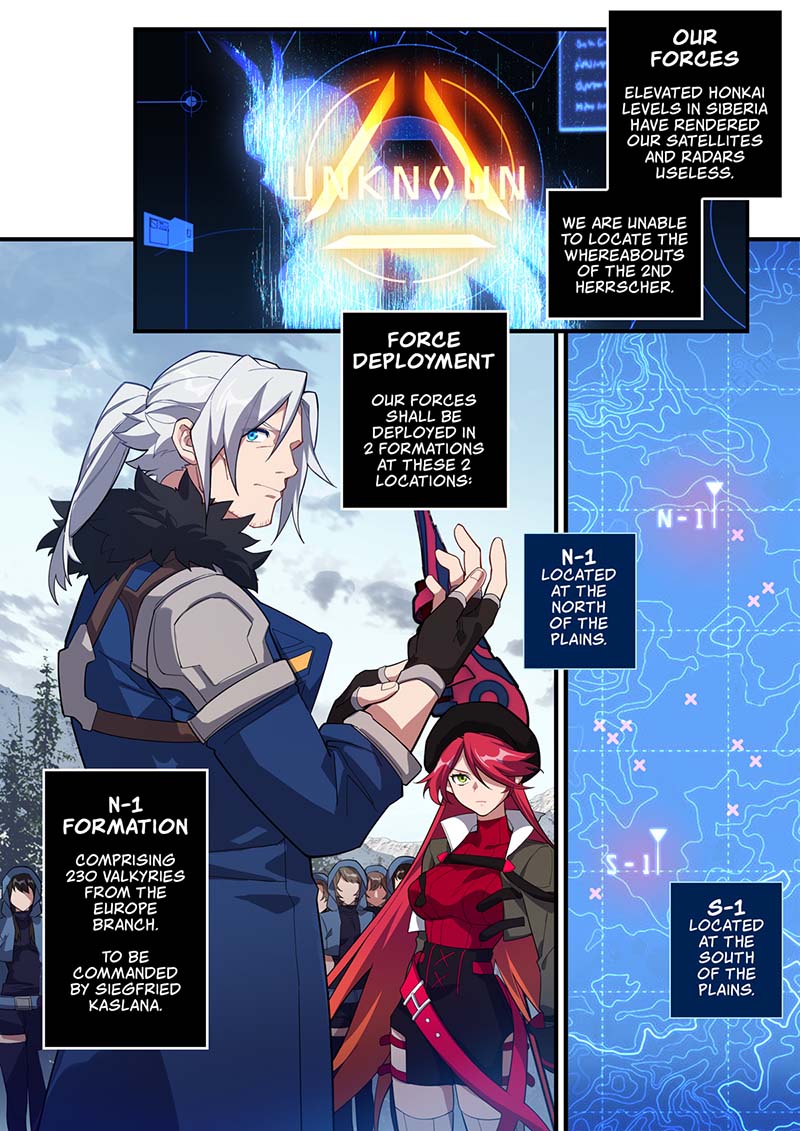 OUR
FORCES
ELEVATED HONKAI
LEVELS IN SIBERIA
HAVE RENDERED
OUR SATELLITES
AND RADARS
USELESS.
UNKNOWN
WE ARE UNABLE
TO LOCATE THE
WHEREABOUTS
OF THE 2ND
HERRSCHER.
FORCE
DEPLOYMENT
OUR FORCES
SHALL BE
DEPLOYED IN
2 FORMATIONS
AT THESE 2
LOCATIONS:
N-1
N-1
LOCATED
AT THE
NORTH
OF THE
PLAINS.
N-1
FORMATION
COMPRISING
230 VALKYRIES
FROM THE
EUROPE
BRANCH.
TO BE
COMMANDED
BY SIEGFRIED
KASLANA.
S-1
S-1
LOCATED
AT THE
SOUTH
OF THE
PLAINS.